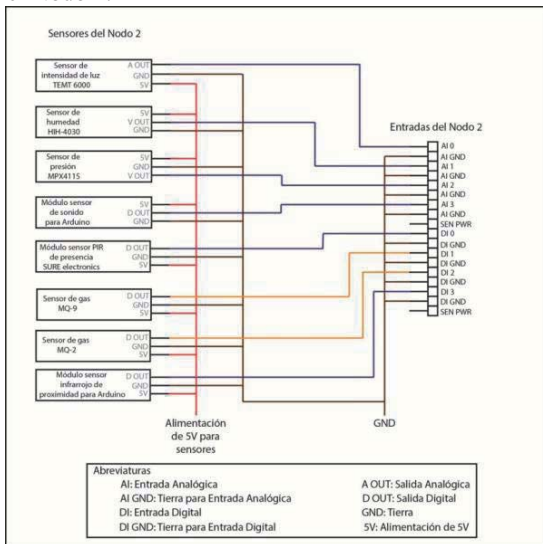 Sensores del Nodo 2
Sensor de
intensidad de luz
TEMT 6000
A OUT
GND
5V
Sensor de
humedad
HIH-4030
5V
V OUT
GND
Sensor de
presión
MPX4115
5V
GND
V OUT
Módulo sensor
de sonido
para Arduino
5V
D OUT
GND
Módulo sensor PIR
de presencia
SURE electronics
D OUT
GND
5V
Sensor de gas
MQ-9
D OUT
GND
5V
Sensor de gas
MQ-2
D OUT
GND
5V
Módulo sensor
infrarrojo de
proximidad para Arduino
D OUT
GND
5V
Entradas del Nodo 2
AI 0
AI GND
AI 1
AI GND
AI 2
AI GND
AI 3
AI GND
SEN PWR
DI 0
DI GND
DI 1
DI GND
DI 2
DI GND
DI 3
DI GND
SEN PWR
Alimentación
de 5V para
sensores
GND
Abreviaturas
AI: Entrada Analógica
AI GND: Tierra para Entrada Analógica
DI: Entrada Digital
DI GND: Tierra para Entrada Digital
A OUT: Salida Analógica
D OUT: Salida Digital
GND: Tierra
5V: Alimentación de 5V